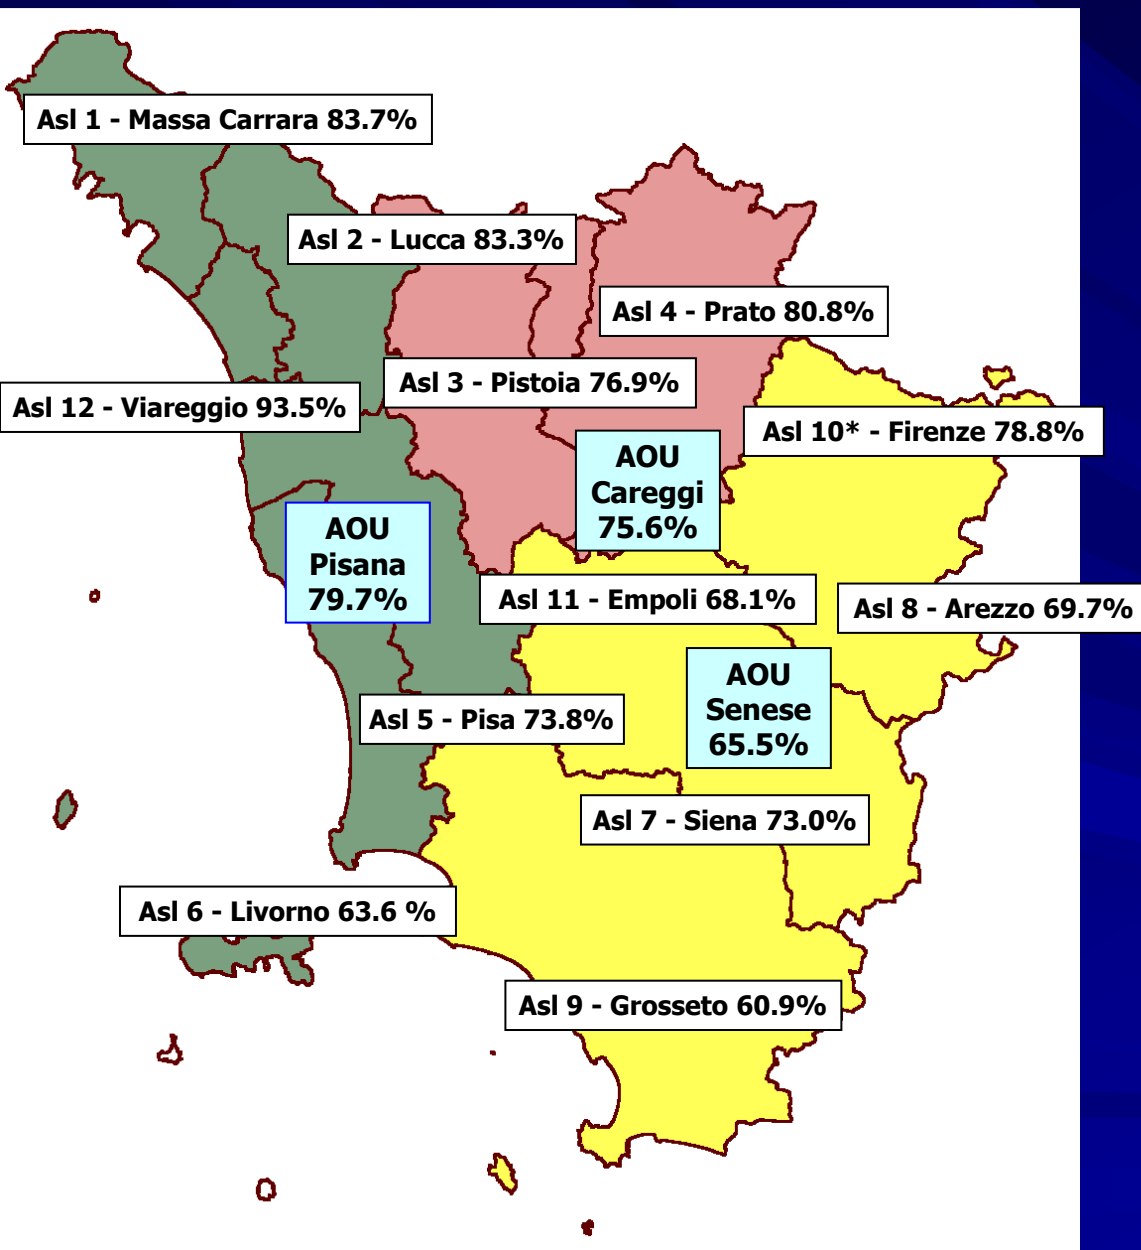 Asl 1 - Massa Carrara 83.7%
Asl 2 - Lucca 83.3%
Asl 4 - Prato 80.8%
Asl 3 - Pistoia 76.9%
Asl 12 - Viareggio 93.5%
Asl 10* - Firenze 78.8%
AOU
Careggi
75.6%
AOU
Pisana
79.7%
Asl 11 - Empoli 68.1%
Asl 8 - Arezzo 69.7%
AOU
Senese
65.5%
Asl 5 - Pisa 73.8%
Asl 7 - Siena 73.0%
Asl 6 - Livorno 63.6 %
Asl 9 - Grosseto 60.9%